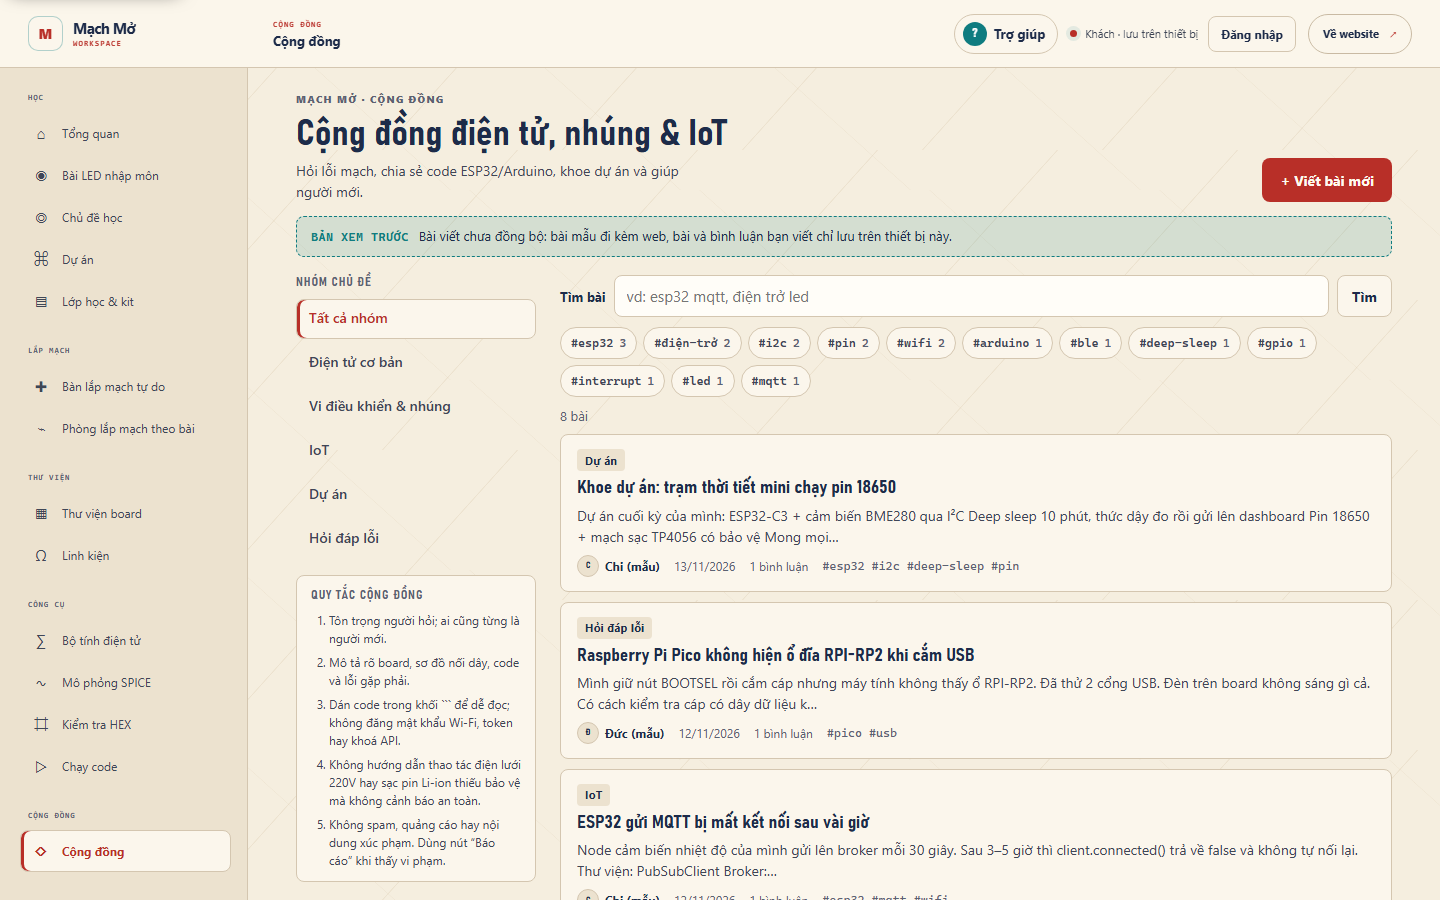 M
Mạch Mở
WORKSPACE
CỘNG ĐỒNG
Cộng đồng
? Trợ giúp
Khách · lưu trên thiết bị
Đăng nhập
Về website ↗
HỌC
Tổng quan
Bài LED nhập môn
Chủ đề học
Dự án
Lớp học & kit
LẮP MẠCH
Bàn lắp mạch tự do
Phòng lắp mạch theo bài
THƯ VIỆN
Thư viện board
Linh kiện
CÔNG CỤ
Bộ tính điện tử
Mô phỏng SPICE
Kiểm tra HEX
Chạy code
CỘNG ĐỒNG
Cộng đồng
MẠCH MỞ · CỘNG ĐỒNG
Cộng đồng điện tử, nhúng & IoT
Hỏi lỗi mạch, chia sẻ code ESP32/Arduino, khoe dự án và giúp
người mới.
+ Viết bài mới
BẢN XEM TRƯỚC Bài viết chưa đồng bộ: bài mẫu đi kèm web, bài và bình luận bạn viết chỉ lưu trên thiết bị này.
NHÓM CHỦ ĐỀ
Tất cả nhóm
Điện tử cơ bản
Vi điều khiển & nhúng
IoT
Dự án
Hỏi đáp lỗi
QUY TẮC CỘNG ĐỒNG
1. Tôn trọng người hỏi; ai cũng từng là
người mới.
2. Mô tả rõ board, sơ đồ nối dây, code
và lỗi gặp phải.
3. Dán code trong khối ``` để dễ đọc;
không đăng mật khẩu Wi-Fi, token
hay khoá API.
4. Không hướng dẫn thao tác điện lưới
220V hay sạc pin Li-ion thiếu bảo vệ
mà không cảnh báo an toàn.
5. Không spam, quảng cáo hay nội
dung xúc phạm. Dùng nút “Báo
cáo” khi thấy vi phạm.
Tìm bài
vd: esp32 mqtt, điện trở led
Tìm
#esp32 3 #điện-trở 2 #i2c 2 #pin 2 #wifi 2 #arduino 1 #ble 1 #deep-sleep 1 #gpio 1
#interrupt 1 #led 1 #mqtt 1
8 bài
Dự án
Khoe dự án: trạm thời tiết mini chạy pin 18650
Dự án cuối kỳ của mình: ESP32-C3 + cảm biến BME280 qua I²C Deep sleep 10 phút, thức dậy đo rồi gửi lên dashboard Pin 18650
+ mạch sạc TP4056 có bảo vệ Mong mọi...
C Chi (mẫu) 13/11/2026 1 bình luận #esp32 #i2c #deep-sleep #pin
Hỏi đáp lỗi
Raspberry Pi Pico không hiện ổ đĩa RPI-RP2 khi cắm USB
Mình giữ nút BOOTSEL rồi cắm cáp nhưng máy tính không thấy ổ RPI-RP2. Đã thử 2 cổng USB. Đèn trên board không sáng gì cả.
Có cách kiểm tra cáp có dây dữ liệu k...
Đ Đức (mẫu) 12/11/2026 1 bình luận #pico #usb
IoT
ESP32 gửi MQTT bị mất kết nối sau vài giờ
Node cảm biến nhiệt độ của mình gửi lên broker mỗi 30 giây. Sau 3–5 giờ thì client.connected() trả về false và không tự nối lại.
Thư viện: PubSubClient Broker:...
C Chi (mẫu) 12/11/2026 1 bình luận #esp32 #mqtt #wifi